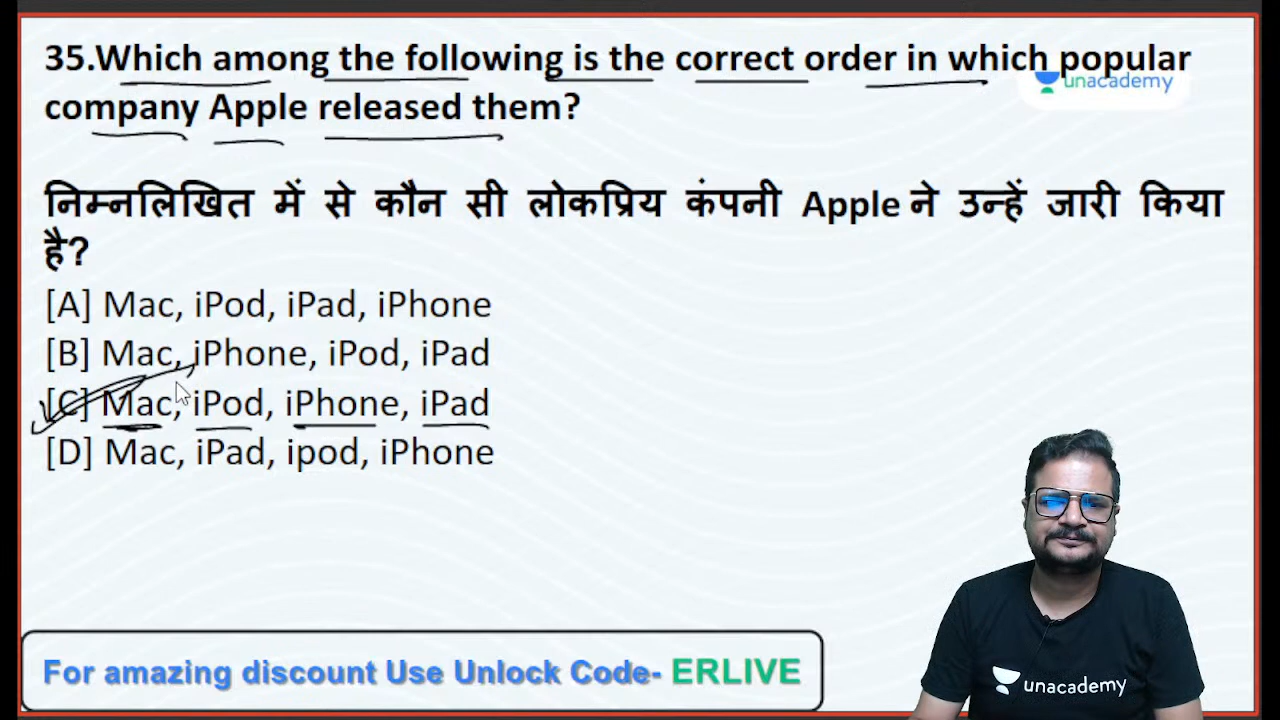 35.Which among the following is the correct order in which popular
unacademy
company Apple released them?
निम्नलिखित में से कौन सी लोकप्रिय कंपनी Apple ने उन्हें जारी किया
है?
[A] Mac, iPod, iPad, iPhone
[B] Mac, iPhone, iPod, iPad
[C] Mac, iPod, iPhone, iPad
[D] Mac, iPad, ipod, iPhone
For amazing discount Use Unlock Code- ERLIVE
unacademy